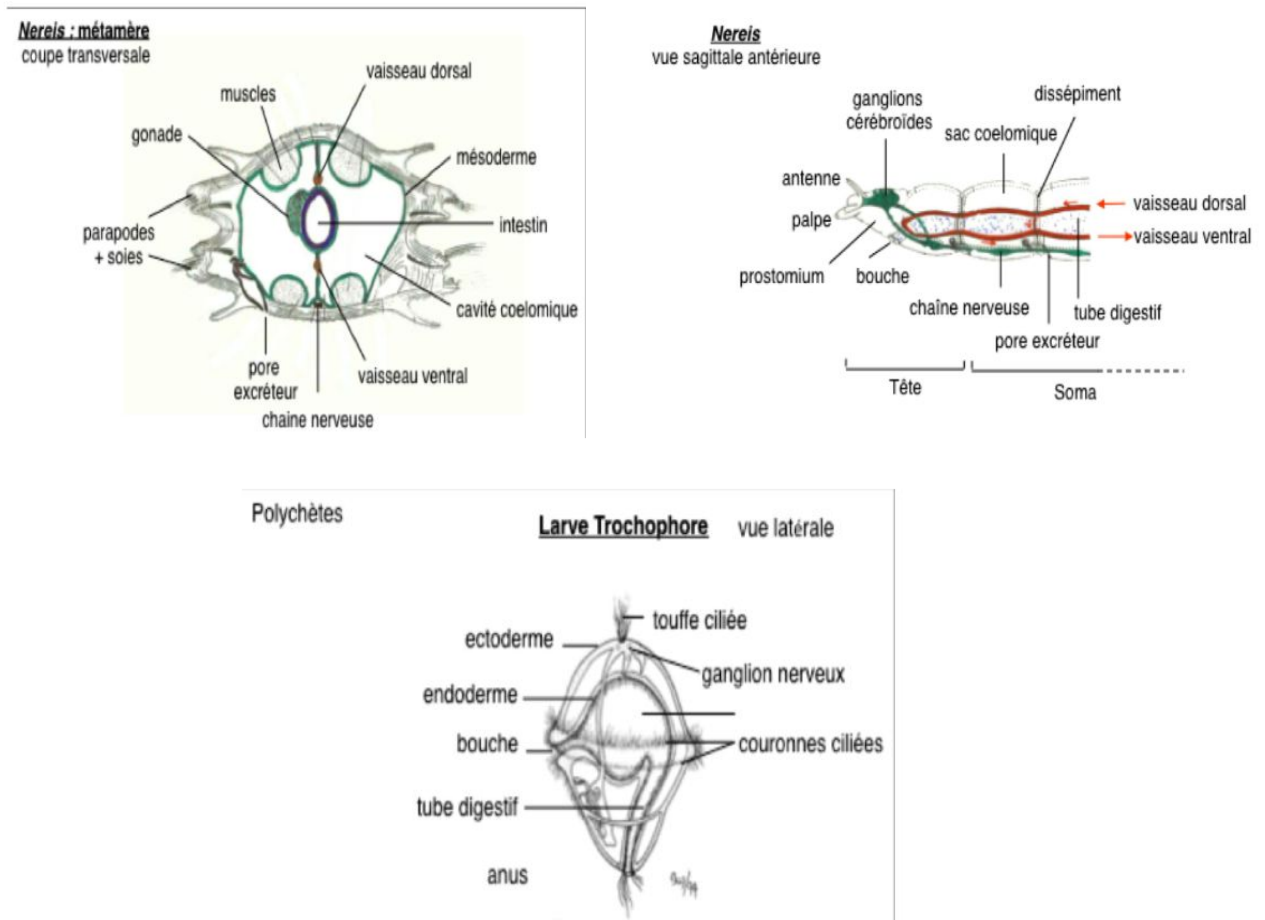 Nereis : métamère
coupe transversale
vaisseau dorsal
muscles
gonade
mésoderme
intestin
parapodes
+ soies
cavité coelomique
pore
excréteur
vaisseau ventral
chaine nerveuse
Nereis
vue sagittale antérieure
ganglions
cérébroïdes
dissépiment
sac coelomique
antenne
palpe
vaisseau dorsal
vaisseau ventral
prostomium
bouche
chaîne nerveuse
tube digestif
pore excréteur
Tête
Soma
Polychètes
Larve Trochophore vue latérale
touffe ciliée
ectoderme
ganglion nerveux
endoderme
bouche
couronnes ciliées
tube digestif
anus